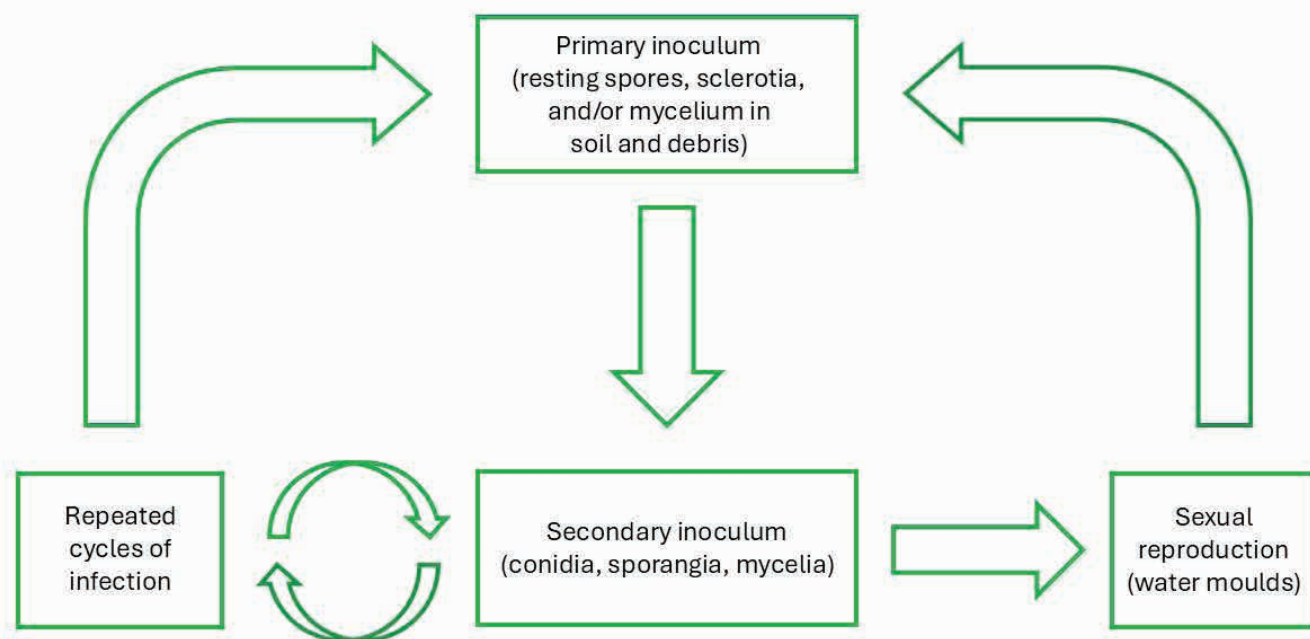 Primary inoculum
(resting spores, sclerotia,
and/or mycelium in
soil and debris)
Repeated
cycles of
infection
Secondary inoculum
(conidia, sporangia, mycelia)
Sexual
reproduction
(water moulds)